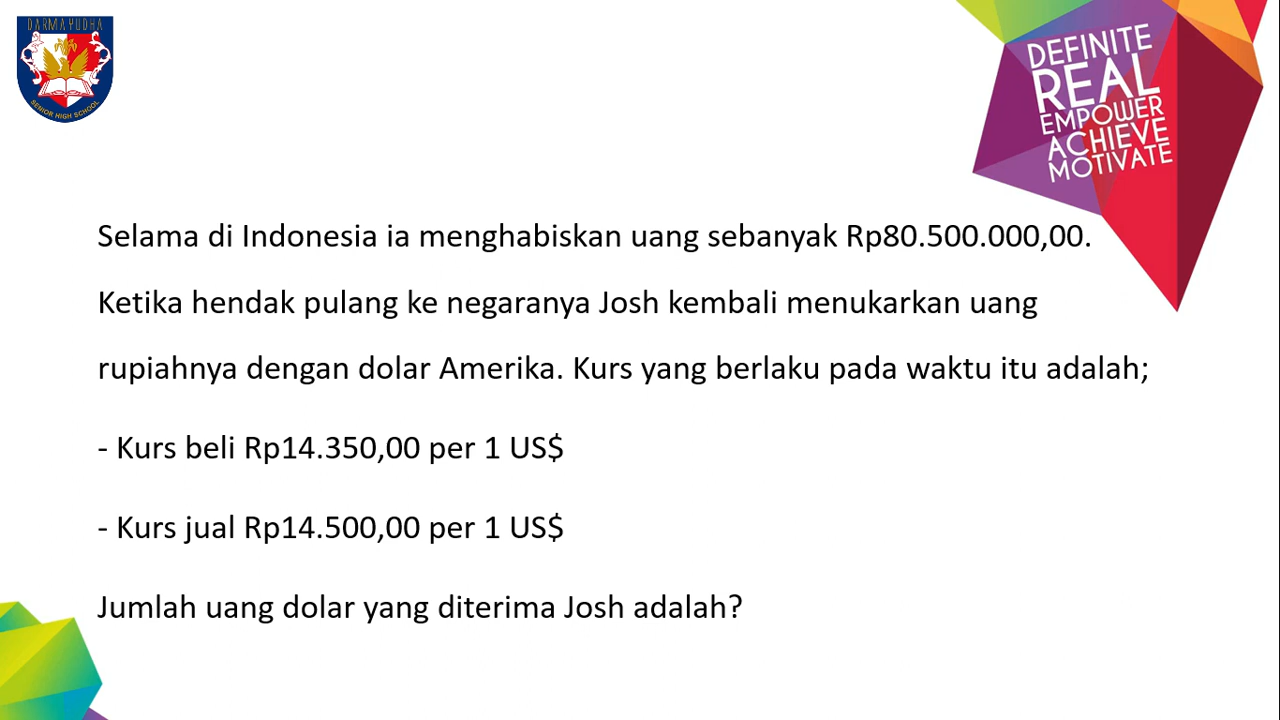 DARMAYUDHA
SENIOR HIGH SCHOOL
DEFINITE
REAL
EMPOWER
ACHIEVE
MOTIVATE
Selama di Indonesia ia menghabiskan uang sebanyak Rp80.500.000,00.
Ketika hendak pulang ke negaranya Josh kembali menukarkan uang
rupiahnya dengan dolar Amerika. Kurs yang berlaku pada waktu itu adalah;
- Kurs beli Rp14.350,00 per 1 US$
- Kurs jual Rp14.500,00 per 1 US$
Jumlah uang dolar yang diterima Josh adalah?